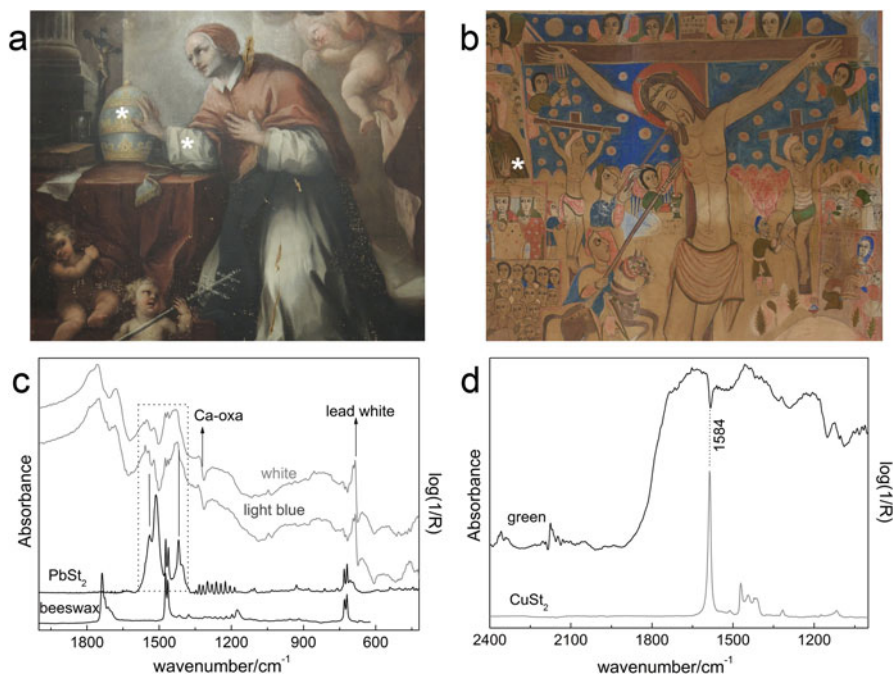 a
b
*
*
*
c
d
Absorbance
log(1/R)
Ca-oxa
lead white
white
light blue
PbSt2
beeswax
1800 1500 1200 900 600
wavenumber/cm-1
Absorbance
log(1/R)
1584
green
CuSt2
2400 2100 1800 1500 1200
wavenumber/cm-1